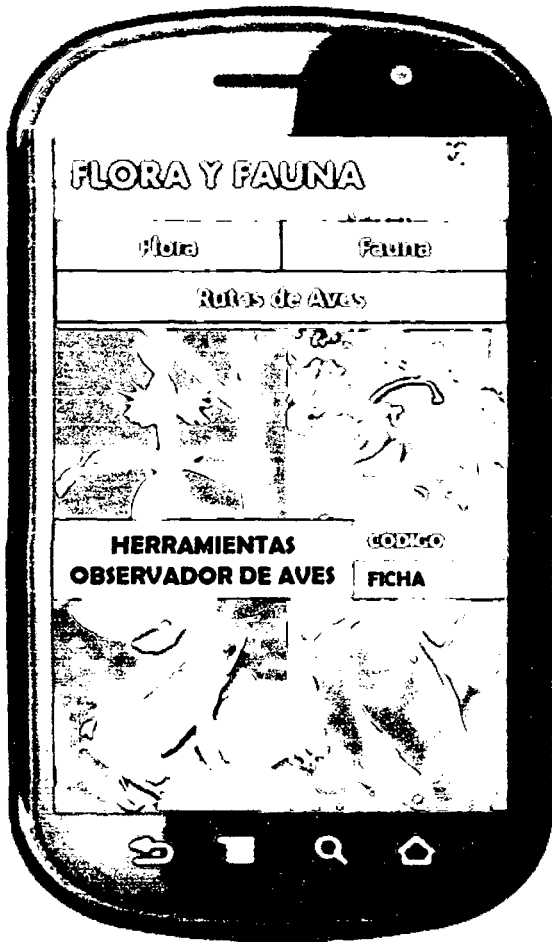 FLORA Y FAUNA
Flora
Fauna
Rutas de Aves
HERRAMIENTAS
OBSERVADOR DE AVES
CODIGO
FICHA